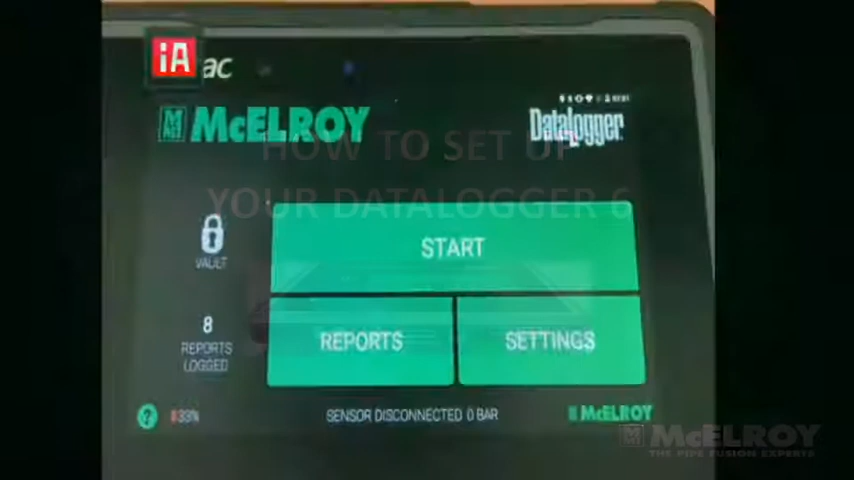 iA
ac
McELROY
Datalogger
HOW TO SET UP
YOUR DATALOGGER 6
START
VAULT
8
REPORTS
LOGGED
REPORTS
SETTINGS
33%
SENSOR DISCONNECTED 0 BAR
McELROY
McELROY
THE PIPE FUSION EXPERTS